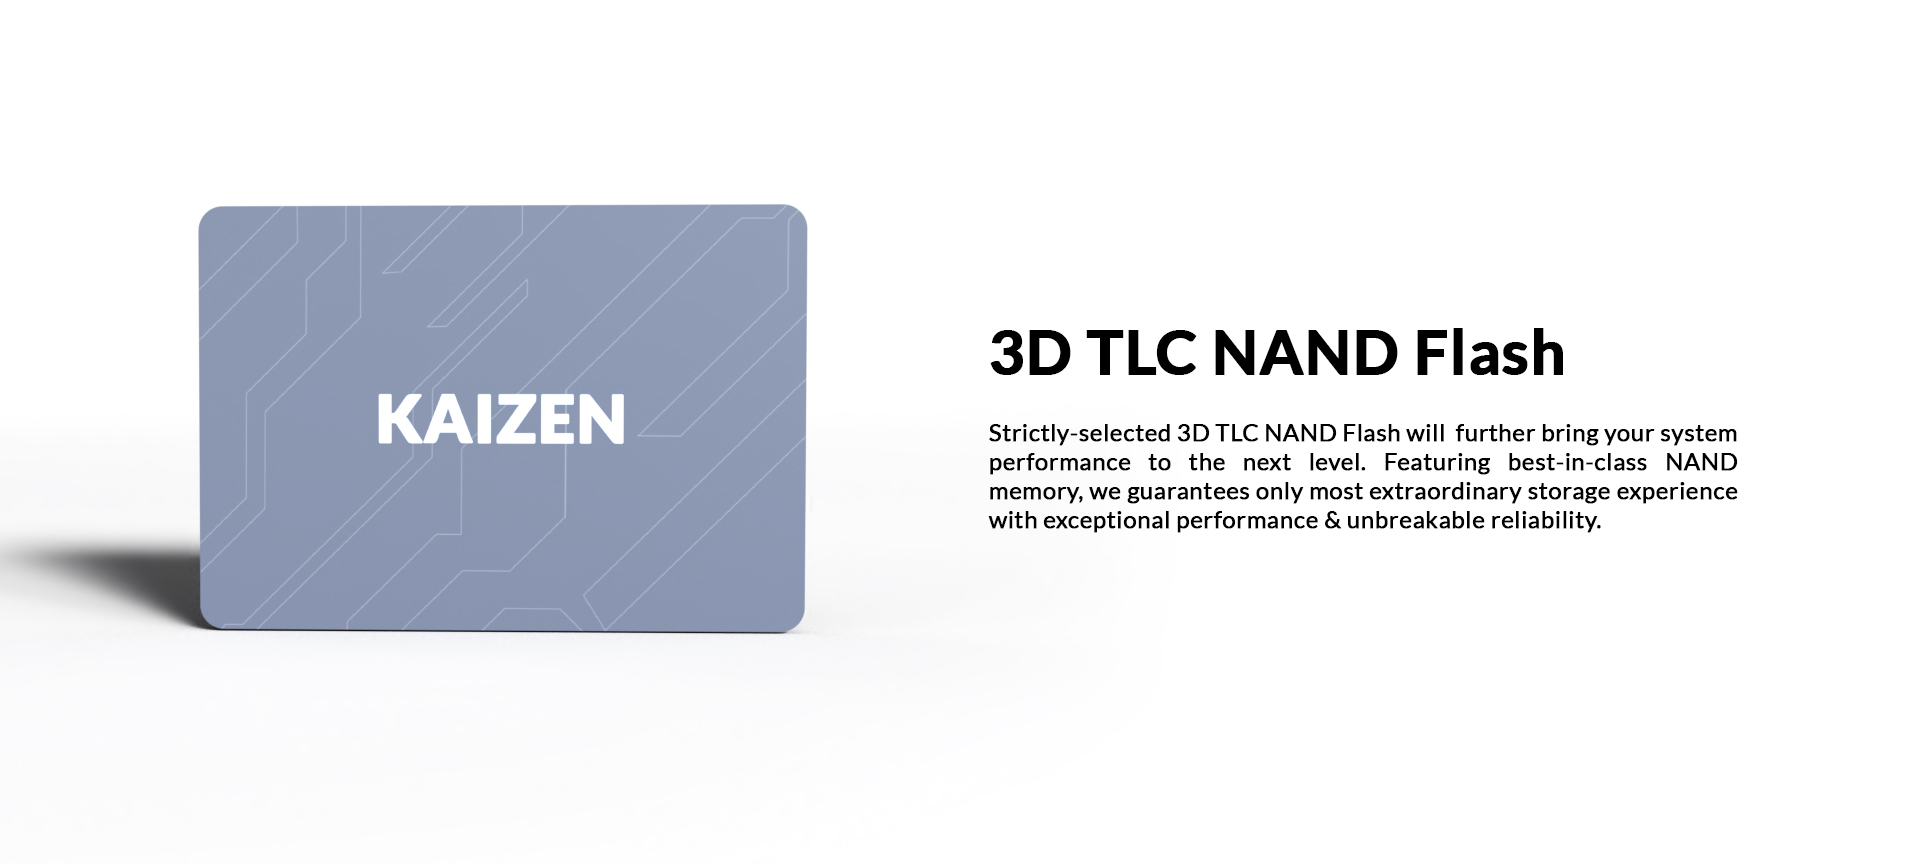 KAIZEN
3D TLC NAND Flash
Strictly-selected 3D TLC NAND Flash will  further bring your system
performance to the next level. Featuring best-in-class NAND
memory, we guarantees only most extraordinary storage experience
with exceptional performance & unbreakable reliability.